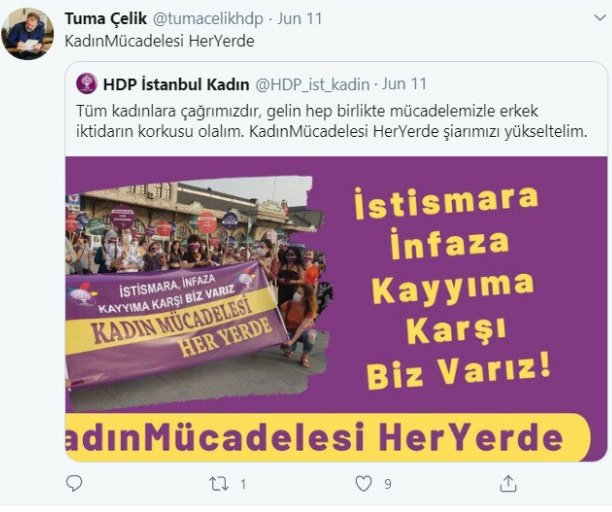 Tuma Çelik @tumacelikhdp · Jun 11
KadınMücadelesi HerYerde
HDP İstanbul Kadın @HDP_ist_kadin · Jun 11
Tüm kadınlara çağrımızdır, gelin hep birlikte mücadelemizle erkek
iktidarın korkusu olalım. KadınMücadelesi HerYerde şiarımızı yükseltelim.
İSTİSMARA, İNFAZA
KAYYIMA KARŞI BİZ VARIZ
KADIN MÜCADELESİ
HER YERDE
İstismara
İnfaza
Kayyıma
Karşı
Biz Varız!
adınMücadelesi HerYerde
1
9